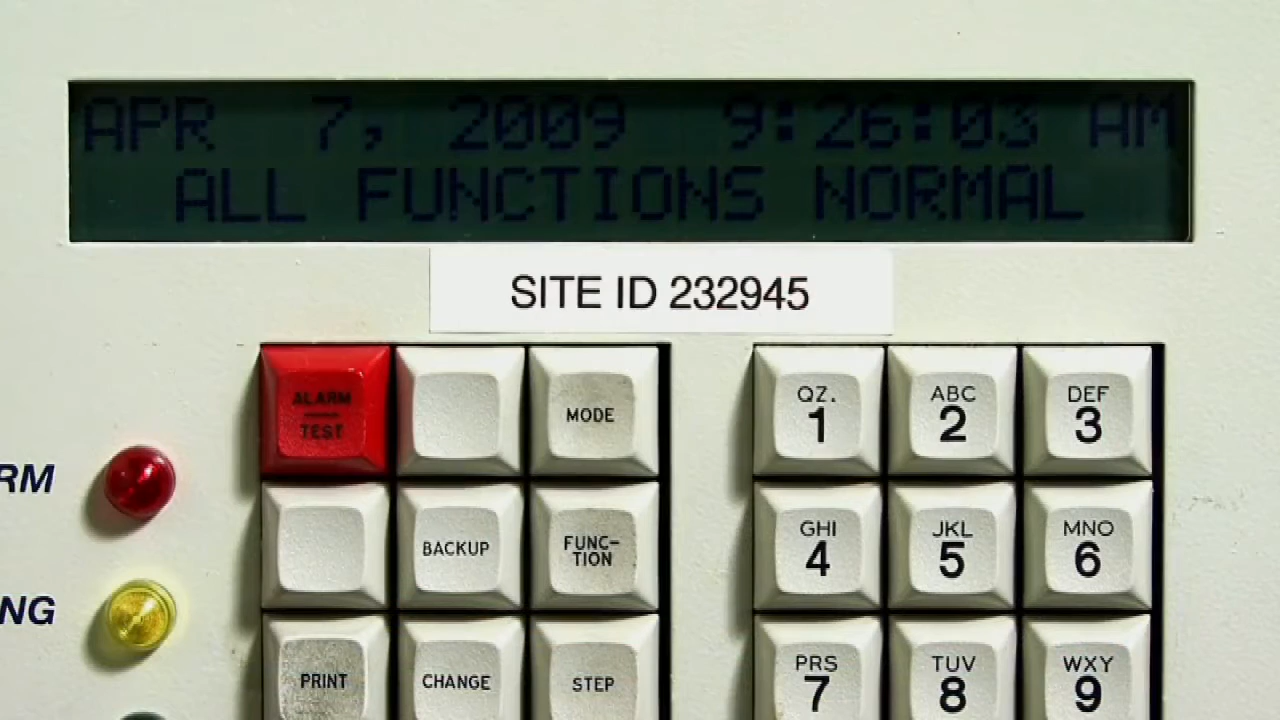 APR 7, 2009 9:26:03 AM
ALL FUNCTIONS NORMAL
SITE ID 232945
ALARM
TEST
MODE
QZ.
1
ABC
2
DEF
3
RM
BACKUP
FUNC-
TION
GHI
4
JKL
5
MNO
6
NG
PRINT
CHANGE
STEP
PRS
7
TUV
8
WXY
9